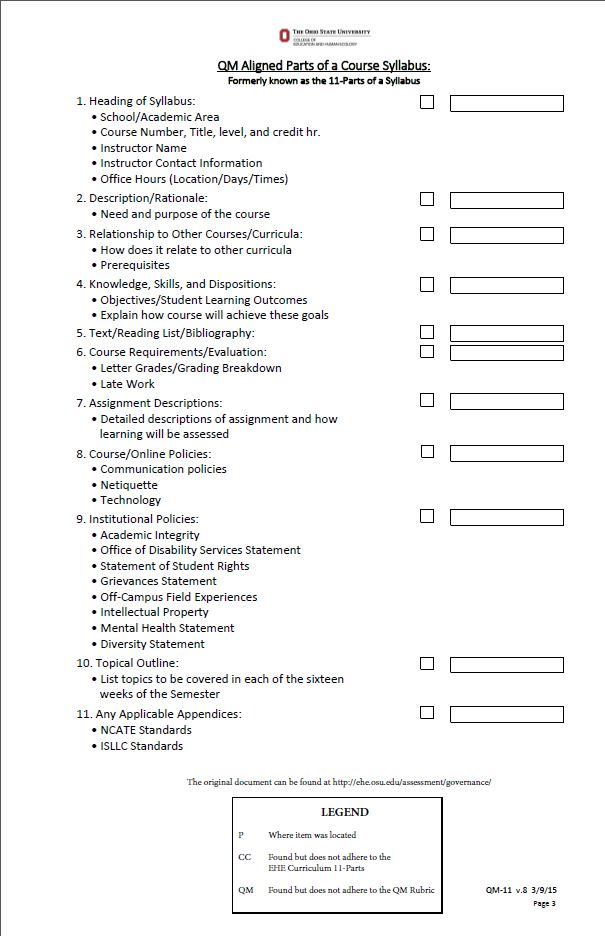 THE OHIO STATE UNIVERSITY
COLLEGE OF
EDUCATION AND HUMAN ECOLOGY
QM Aligned Parts of a Course Syllabus:
Formerly known as the 11-Parts of a Syllabus
1. Heading of Syllabus:
• School/Academic Area
• Course Number, Title, level, and credit hr.
• Instructor Name
• Instructor Contact Information
• Office Hours (Location/Days/Times)
2. Description/Rationale:
• Need and purpose of the course
3. Relationship to Other Courses/Curricula:
• How does it relate to other curricula
• Prerequisites
4. Knowledge, Skills, and Dispositions:
• Objectives/Student Learning Outcomes
• Explain how course will achieve these goals
5. Text/Reading List/Bibliography:
6. Course Requirements/Evaluation:
• Letter Grades/Grading Breakdown
• Late Work
7. Assignment Descriptions:
• Detailed descriptions of assignment and how
learning will be assessed
8. Course/Online Policies:
• Communication policies
• Netiquette
• Technology
9. Institutional Policies:
• Academic Integrity
• Office of Disability Services Statement
• Statement of Student Rights
• Grievances Statement
• Off-Campus Field Experiences
• Intellectual Property
• Mental Health Statement
• Diversity Statement
10. Topical Outline:
• List topics to be covered in each of the sixteen
weeks of the Semester
11. Any Applicable Appendices:
• NCATE Standards
• ISLLC Standards
The original document can be found at http://ehe.osu.edu/assessment/governance/
LEGEND
P Where item was located
CC Found but does not adhere to the
EHE Curriculum 11-Parts
QM Found but does not adhere to the QM Rubric
QM-11 v.8 3/9/15
Page 3